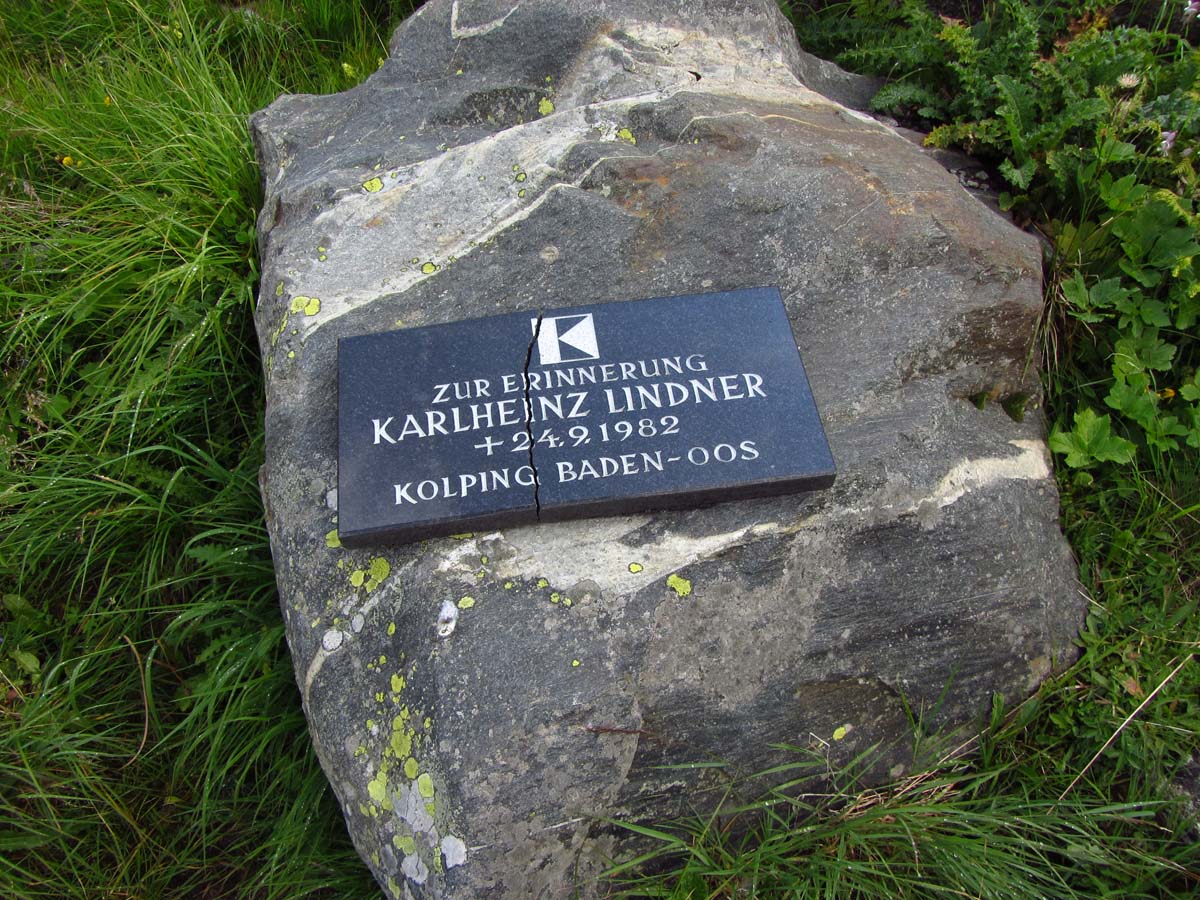 K
ZUR ERINNERUNG
KARLHEINZ LINDNER
+ 24.9.1982
KOLPING BADEN-OOS